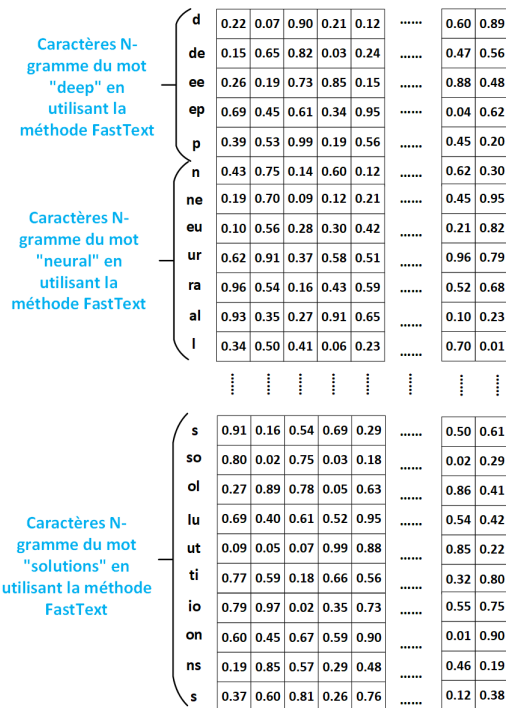 Caractères N-
gramme du mot
"deep" en
utilisant la
méthode FastText
d 0.22 0.07 0.90 0.21 0.12 ...... 0.60 0.89
de 0.15 0.65 0.82 0.03 0.24 ...... 0.47 0.56
ee 0.26 0.19 0.73 0.85 0.15 ...... 0.88 0.48
ep 0.69 0.45 0.61 0.34 0.95 ...... 0.04 0.62
p 0.39 0.53 0.99 0.19 0.56 ...... 0.45 0.20
Caractères N-
gramme du mot
"neural" en
utilisant la
méthode FastText
n 0.43 0.75 0.14 0.60 0.12 ...... 0.62 0.30
ne 0.19 0.70 0.09 0.12 0.21 ...... 0.45 0.95
eu 0.10 0.56 0.28 0.30 0.42 ...... 0.21 0.82
ur 0.62 0.91 0.37 0.58 0.51 ...... 0.96 0.79
ra 0.96 0.54 0.16 0.43 0.59 ...... 0.52 0.68
al 0.93 0.35 0.27 0.91 0.65 ...... 0.10 0.23
l 0.34 0.50 0.41 0.06 0.23 ...... 0.70 0.01
...... ...... ...... ...... ...... ...... ...... ......
Caractères N-
gramme du mot
"solutions" en
utilisant la méthode
FastText
s 0.91 0.16 0.54 0.69 0.29 ...... 0.50 0.61
so 0.80 0.02 0.75 0.03 0.18 ...... 0.02 0.29
ol 0.27 0.89 0.78 0.05 0.63 ...... 0.86 0.41
lu 0.69 0.40 0.61 0.52 0.95 ...... 0.54 0.42
ut 0.09 0.05 0.07 0.99 0.88 ...... 0.85 0.22
ti 0.77 0.59 0.18 0.66 0.56 ...... 0.32 0.80
io 0.79 0.97 0.02 0.35 0.73 ...... 0.55 0.75
on 0.60 0.45 0.67 0.59 0.90 ...... 0.01 0.90
ns 0.19 0.85 0.57 0.29 0.48 ...... 0.46 0.19
s 0.37 0.60 0.81 0.26 0.76 ...... 0.12 0.38